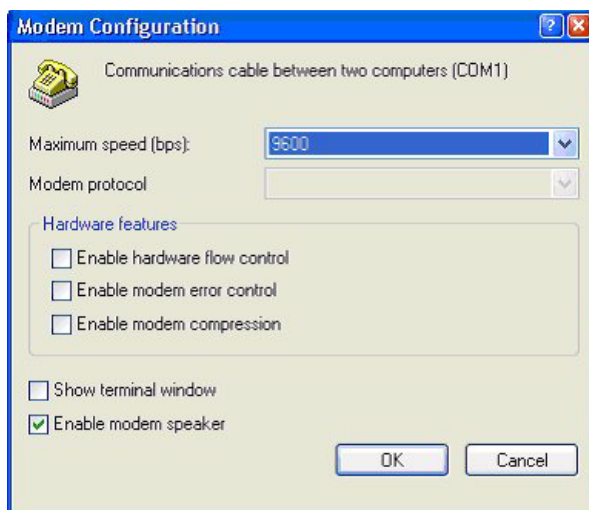 Modem Configuration
Communications cable between two computers (COM1)
Maximum speed (bps): 9600
Modem protocol
Hardware features
Enable hardware flow control
Enable modem error control
Enable modem compression
Show terminal window
Enable modem speaker
OK Cancel